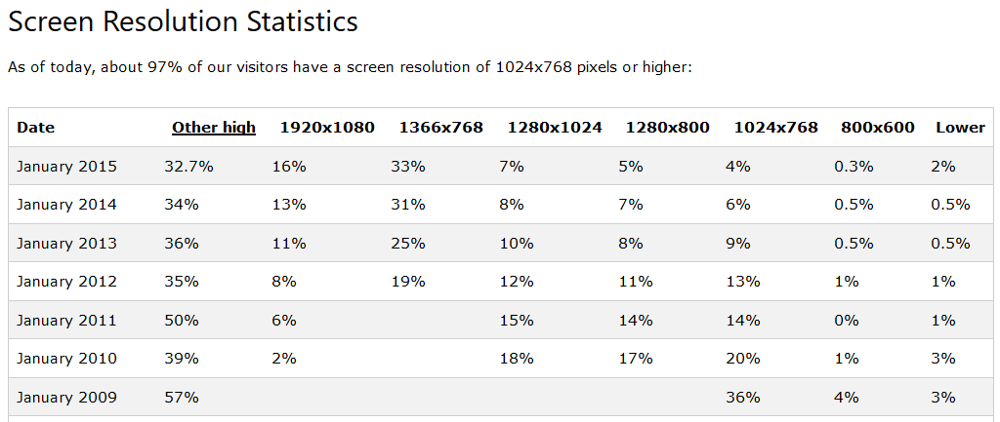 Screen Resolution Statistics
As of today, about 97% of our visitors have a screen resolution of 1024x768 pixels or higher:
Date Other high 1920x1080 1366x768 1280x1024 1280x800 1024x768 800x600 Lower
January 2015 32.7% 16% 33% 7% 5% 4% 0.3% 2%
January 2014 34% 13% 31% 8% 7% 6% 0.5% 0.5%
January 2013 36% 11% 25% 10% 8% 9% 0.5% 0.5%
January 2012 35% 8% 19% 12% 11% 13% 1% 1%
January 2011 50% 6% 15% 14% 14% 0% 1%
January 2010 39% 2% 18% 17% 20% 1% 3%
January 2009 57% 36% 4% 3%